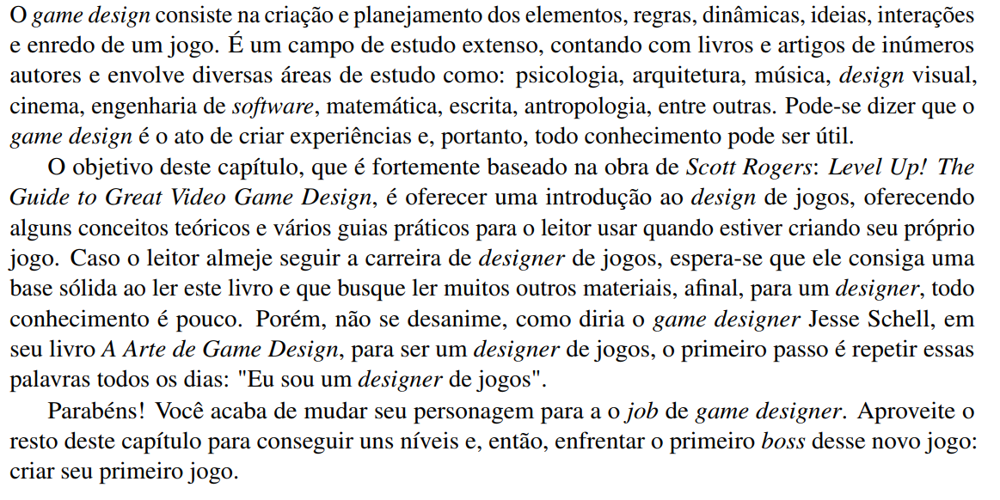 O game design consiste na criação e planejamento dos elementos, regras, dinâmicas, ideias, interações
e enredo de um jogo. É um campo de estudo extenso, contando com livros e artigos de inúmeros
autores e envolve diversas áreas de estudo como: psicologia, arquitetura, música, design visual,
cinema, engenharia de software, matemática, escrita, antropologia, entre outras. Pode-se dizer que o
game design é o ato de criar experiências e, portanto, todo conhecimento pode ser útil.
O objetivo deste capítulo, que é fortemente baseado na obra de Scott Rogers: Level Up! The
Guide to Great Video Game Design, é oferecer uma introdução ao design de jogos, oferecendo
alguns conceitos teóricos e vários guias práticos para o leitor usar quando estiver criando seu próprio
jogo. Caso o leitor almeje seguir a carreira de designer de jogos, espera-se que ele consiga uma
base sólida ao ler este livro e que busque ler muitos outros materiais, afinal, para um designer, todo
conhecimento é pouco. Porém, não se desanime, como diria o game designer Jesse Schell, em
seu livro A Arte de Game Design, para ser um designer de jogos, o primeiro passo é repetir essas
palavras todos os dias: "Eu sou um designer de jogos".
Parabéns! Você acaba de mudar seu personagem para a o job de game designer. Aproveite o
resto deste capítulo para conseguir uns níveis e, então, enfrentar o primeiro boss desse novo jogo:
criar seu primeiro jogo.